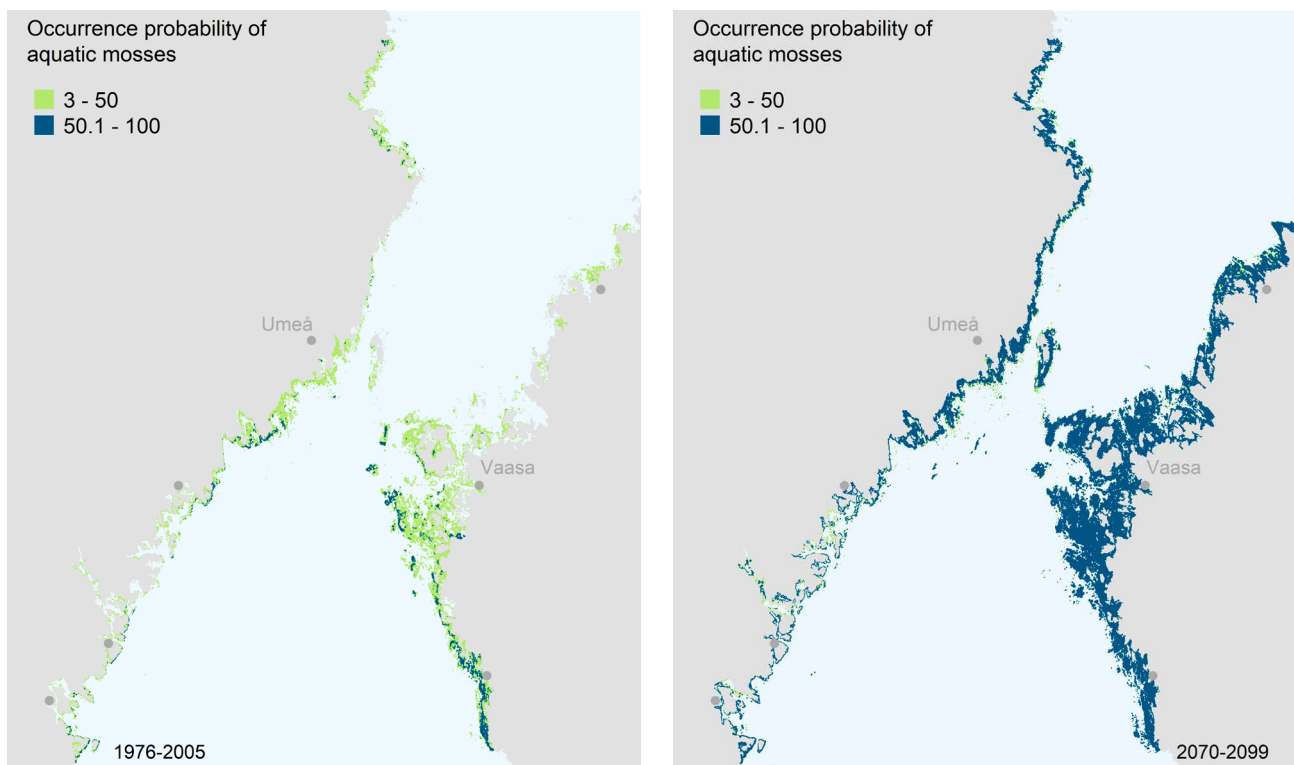 Occurrence probability of
aquatic mosses
3 - 50
50.1 - 100
Umeå
Vaasa
1976-2005
Occurrence probability of
aquatic mosses
3 - 50
50.1 - 100
Umeå
Vaasa
2070-2099